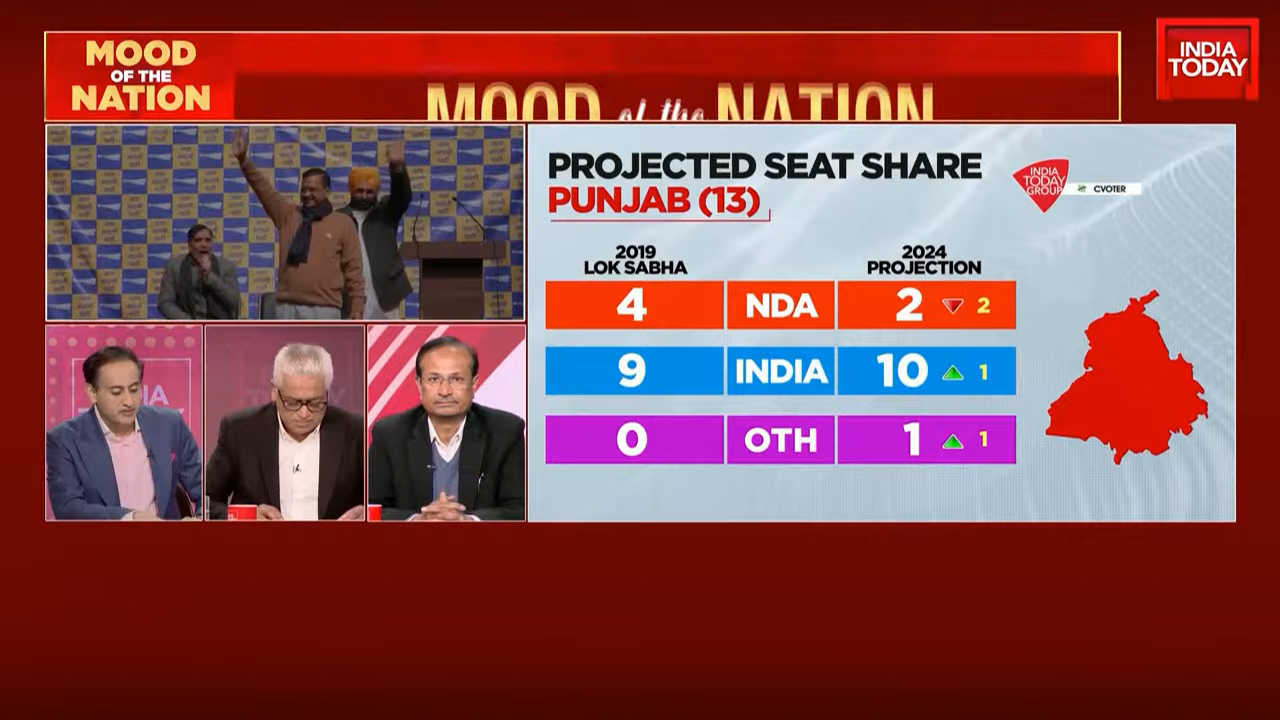 MOOD
OF THE
NATION
MOOD of the NATION
INDIA
TODAY
PROJECTED SEAT SHARE
PUNJAB (13)
INDIA
TODAY
GROUP
CVOTER
2019
LOK SABHA
2024
PROJECTION
4 NDA 2 2
9 INDIA 10 1
0 OTH 1 1